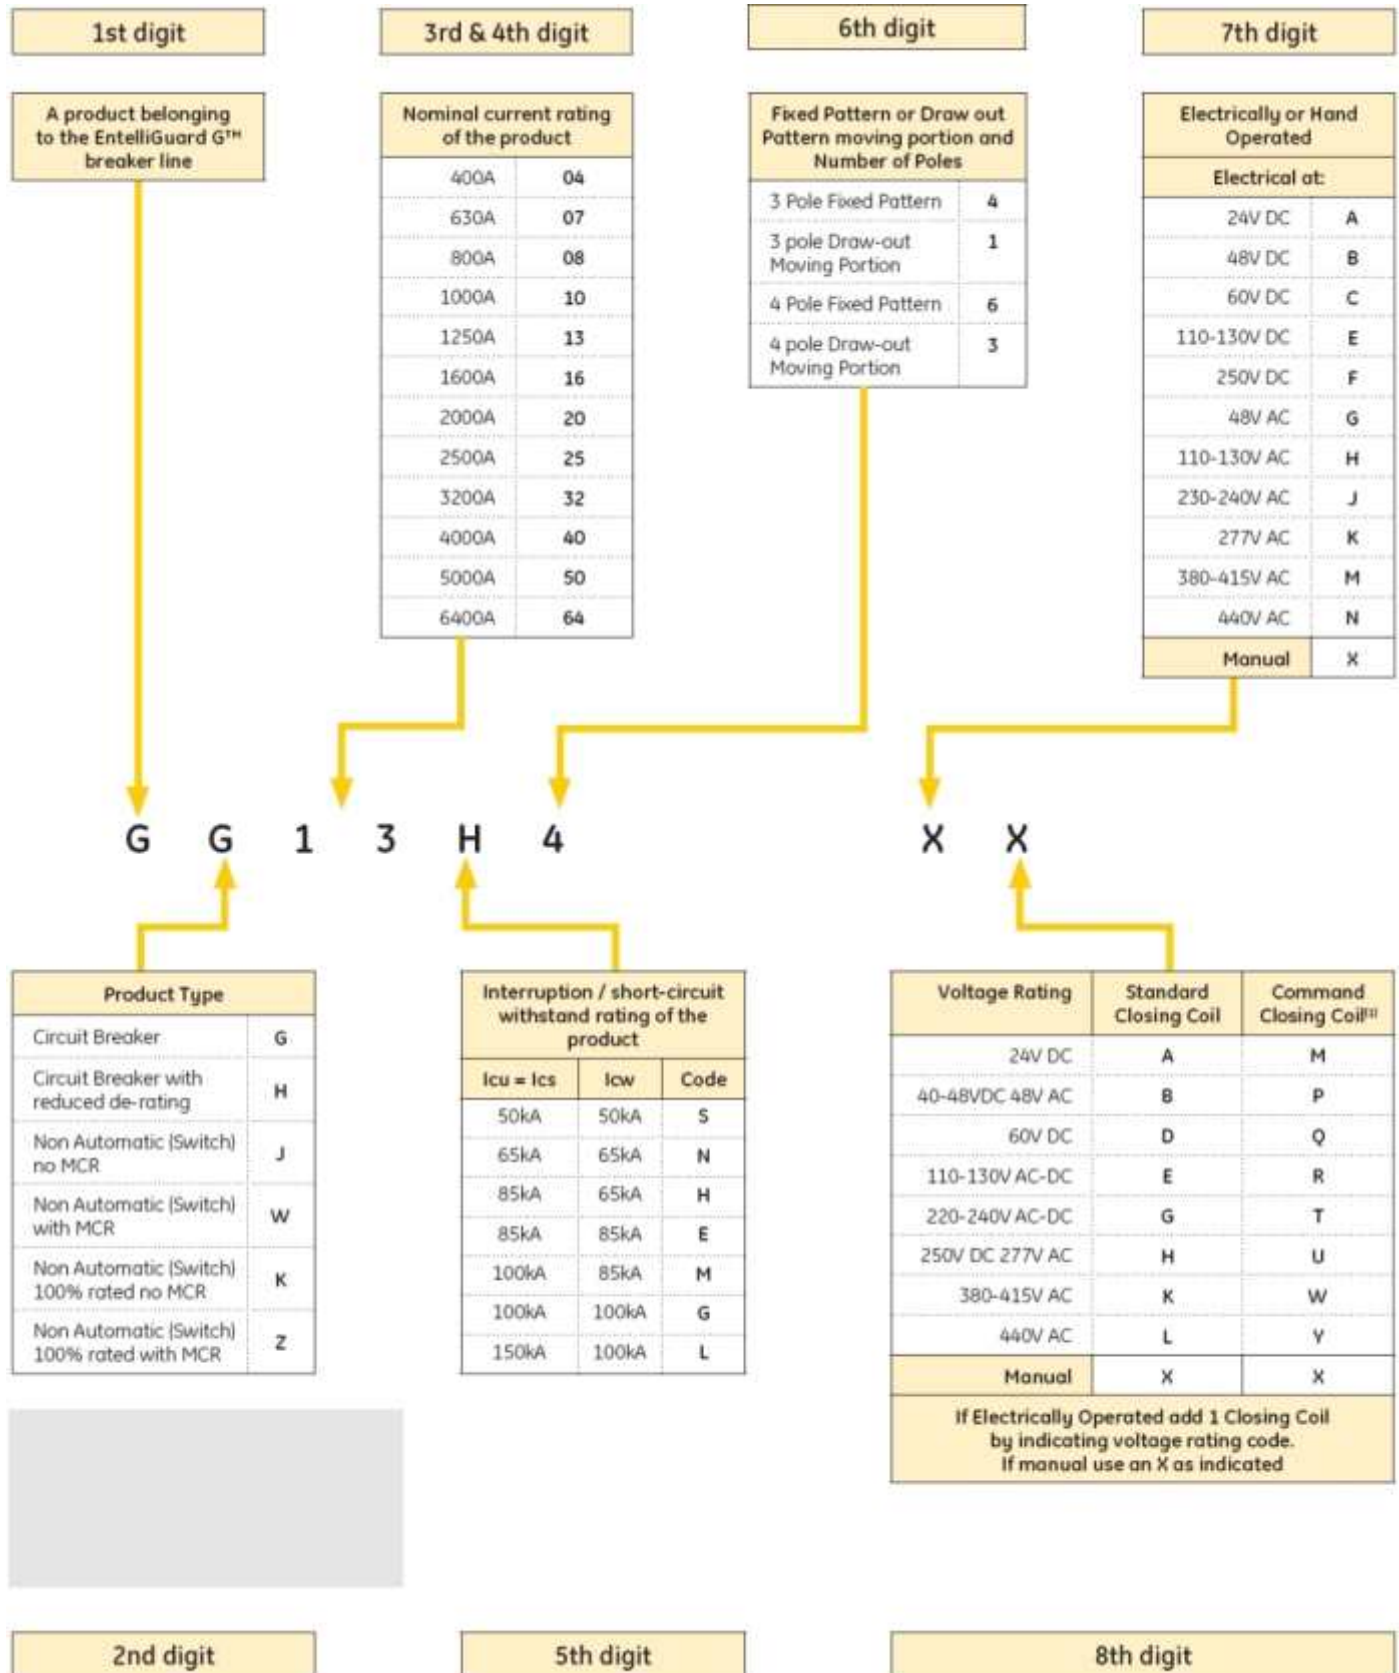 1st digit
3rd & 4th digit
6th digit
7th digit
A product belonging
to the EntelliGuard G™
breaker line
Nominal current rating
of the product
400A 04
630A 07
800A 08
1000A 10
1250A 13
1600A 16
2000A 20
2500A 25
3200A 32
4000A 40
5000A 50
6400A 64
Fixed Pattern or Draw out
Pattern moving portion and
Number of Poles
3 Pole Fixed Pattern 4
3 pole Draw-out 1
Moving Portion
4 Pole Fixed Pattern 6
4 pole Draw-out 3
Moving Portion
Electrically or Hand
Operated
Electrical at:
24V DC A
48V DC B
60V DC C
110-130V DC E
250V DC F
48V AC G
110-130V AC H
230-240V AC J
277V AC K
380-415V AC M
440V AC N
Manual X
G G 1 3 H 4 X X
Product Type
Circuit Breaker G
Circuit Breaker with
reduced de-rating H
Non Automatic (Switch)
no MCR J
Non Automatic (Switch)
with MCR W
Non Automatic (Switch)
100% rated no MCR K
Non Automatic (Switch)
100% rated with MCR Z
Interruption / short-circuit
withstand rating of the
product
Icu = Ics Icw Code
50kA 50kA S
65kA 65kA N
85kA 65kA H
85kA 85kA E
100kA 85kA M
100kA 100kA G
150kA 100kA L
Voltage Rating Standard Command
Closing Coil Closing Coil
24V DC A M
40-48VDC 48V AC B P
60V DC D Q
110-130V AC-DC E R
220-240V AC-DC G T
250V DC 277V AC H U
380-415V AC K W
440V AC L Y
Manual X X
If Electrically Operated add 1 Closing Coil
by indicating voltage rating code.
If manual use an X as indicated
2nd digit
5th digit
8th digit